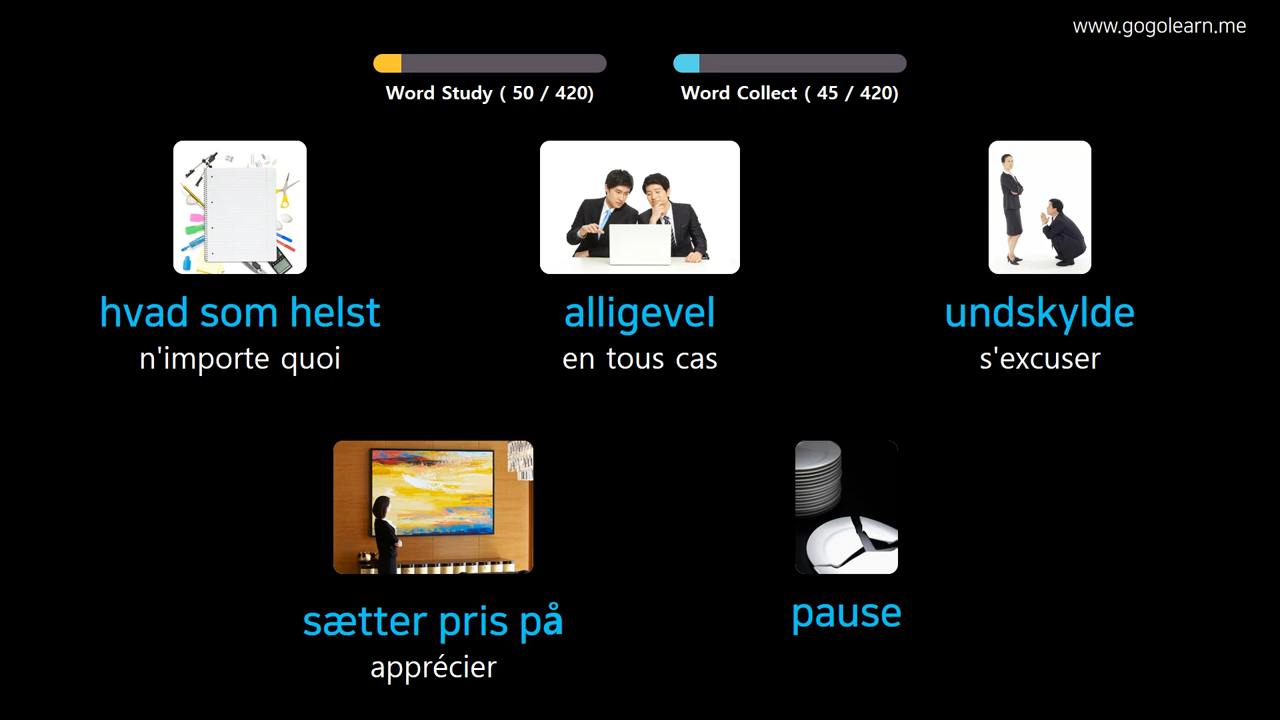 www.gogolearn.me
Word Study ( 50 / 420)
Word Collect ( 45 / 420)
hvad som helst
n'importe quoi
alligevel
en tous cas
undskylde
s'excuser
sætter pris på
apprécier
pause